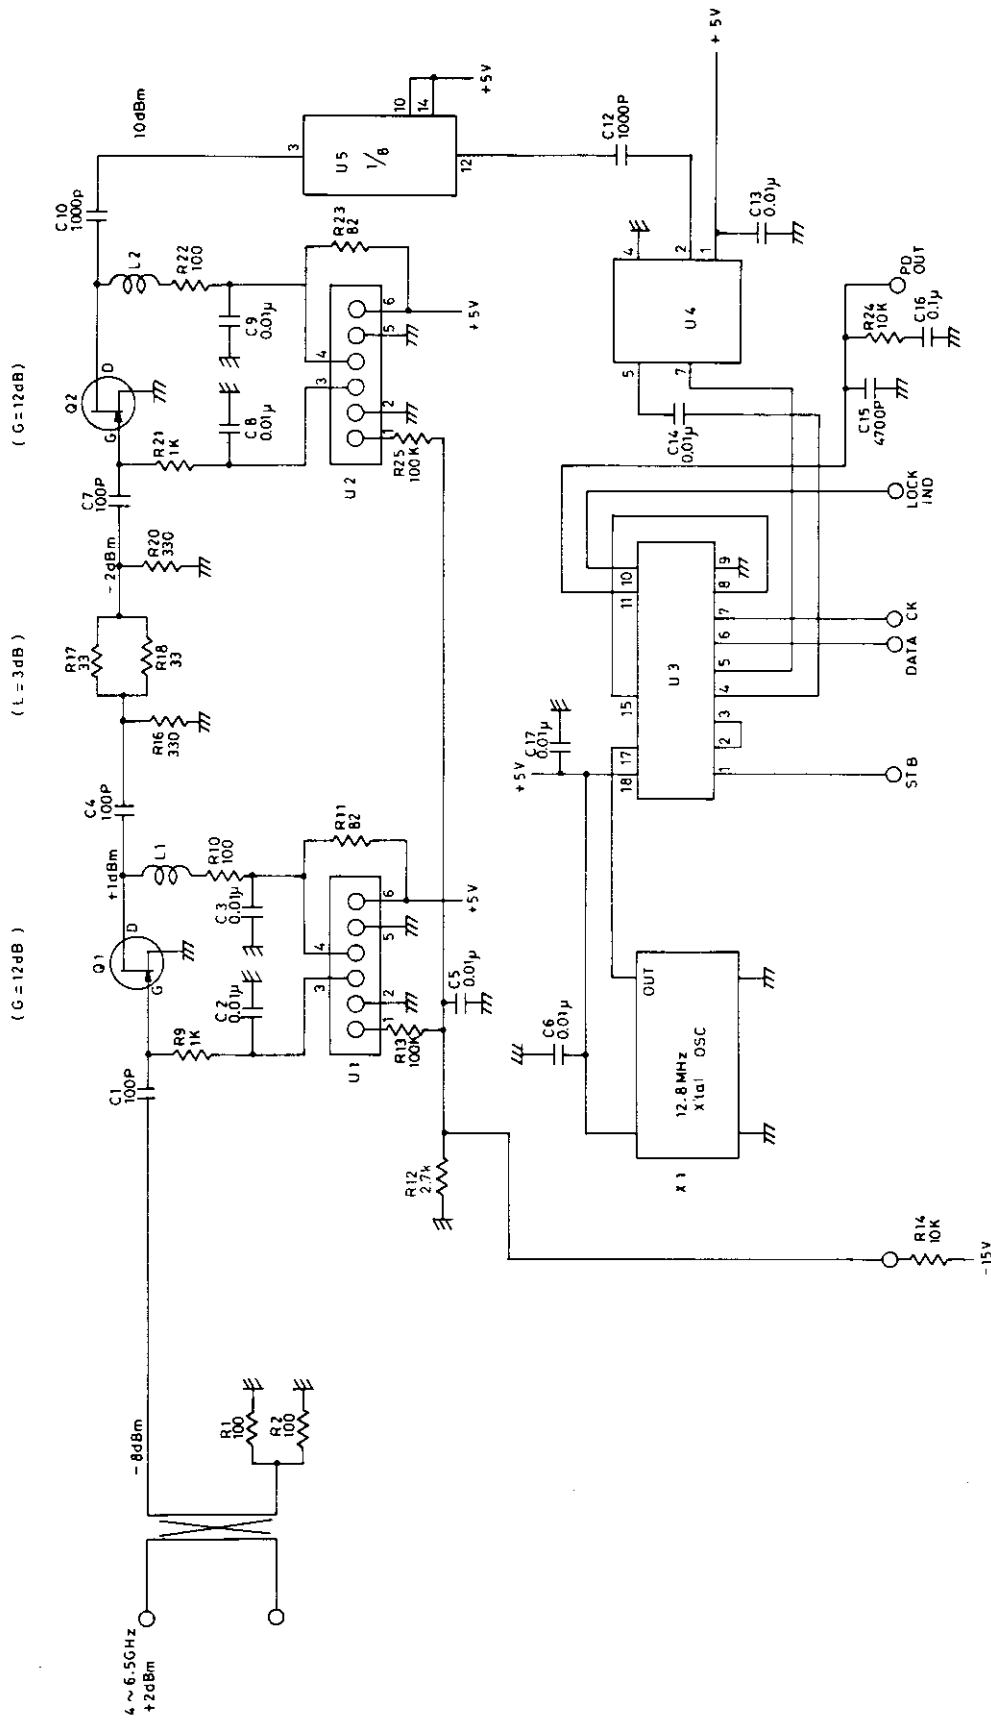 4 ~ 6.5GHz
+2dBm
-8dBm
R1
100
R2
100
(G=12dB)
C1
100P
Q1
G
D
+1dBm
C4
100P
R9
1K
C2
0.01µ
C3
0.01µ
L1
R10
100
R11
82
U1
1
2
3
4
5
6
R13
100K
+5V
C5
0.01µ
R12
2.7k
R14
10K
-15V
(L=3dB)
R16
330
R17
33
R18
33
R20
330
-2dBm
C7
100P
(G=12dB)
Q2
G
D
R21
1K
C8
0.01µ
C9
0.01µ
L2
R22
100
R23
82
U2
1
2
3
4
5
6
R25
100K
+5V
C10
1000p
10dBm
3
U5
1/8
10
14
12
+5V
C12
1000P
U4
4
2
1
5
7
+5V
C13
0.01µ
C14
0.01µ
PD
OUT
R24
10K
C16
0.1µ
C15
4700P
LOCK
IND
CK
DATA
STB
U3
18
17
15
11
10
1
2
3
4
5
6
7
8
9
+5V
C17
0.01µ
C6
0.01µ
X1
12.8MHz
X'tal OSC
OUT